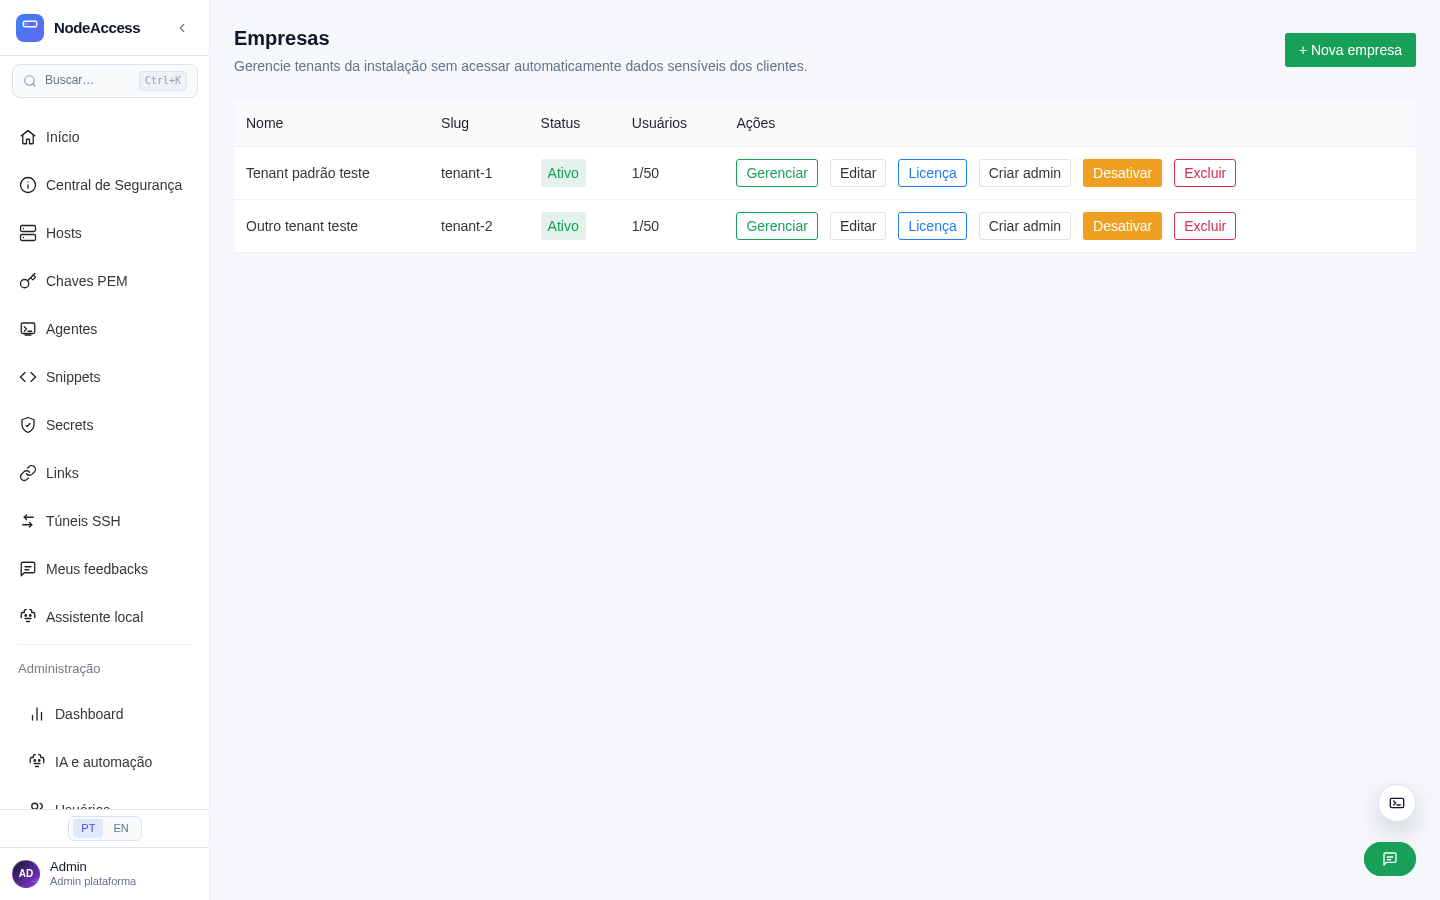 NodeAccess
Buscar… Ctrl+K
Início
Central de Segurança
Hosts
Chaves PEM
Agentes
Snippets
Secrets
Links
Túneis SSH
Meus feedbacks
Assistente local
Administração
Dashboard
IA e automação
Usuários
PT EN
AD
Admin
Admin plataforma
Empresas
Gerencie tenants da instalação sem acessar automaticamente dados sensíveis dos clientes.
+ Nova empresa
Nome Slug Status Usuários Ações
Tenant padrão teste tenant-1 Ativo 1/50 Gerenciar Editar Licença Criar admin Desativar Excluir
Outro tenant teste tenant-2 Ativo 1/50 Gerenciar Editar Licença Criar admin Desativar Excluir